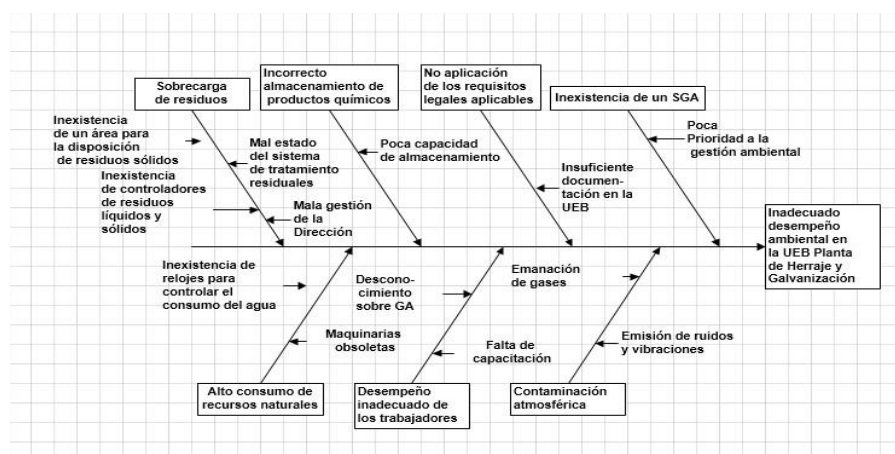 Sobrecarga
de residuos
Incorrecto
almacenamiento de
productos químicos
No aplicación
de los requisitos
legales aplicables
Inexistencia de un SGA
Inexistencia
de un área para
la disposición
de residuos sólidos
Mal estado
del sistema
de tratamiento
residuales
Inexistencia
de controladores
de residuos
líquidos y
sólidos
Mala gestión
de la
Dirección
Poca capacidad
de almacenamiento
Insuficiente
documen-
tación en la
UEB
Poca
Prioridad a la
gestión ambiental
Inadecuado
desempeño
ambiental en
la UEB Planta
de Herraje y
Galvanización
Inexistencia de
relojes para
controlar el
consumo del agua
Maquinarias
obsoletas
Descono-
cimiento
sobre GA
Falta de
capacitación
Emanación
de gases
Emisión de ruidos
y vibraciones
Alto consumo de
recursos naturales
Desempeño
inadecuado de
los trabajadores
Contaminación
atmosférica